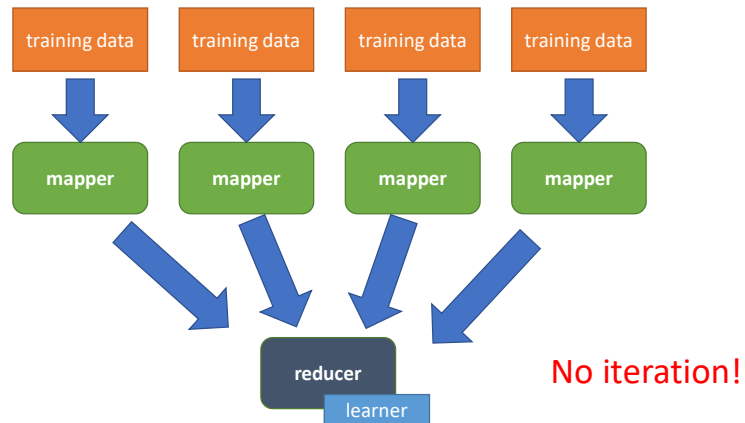 training data
training data
training data
training data
mapper
mapper
mapper
mapper
reducer
learner
No iteration!